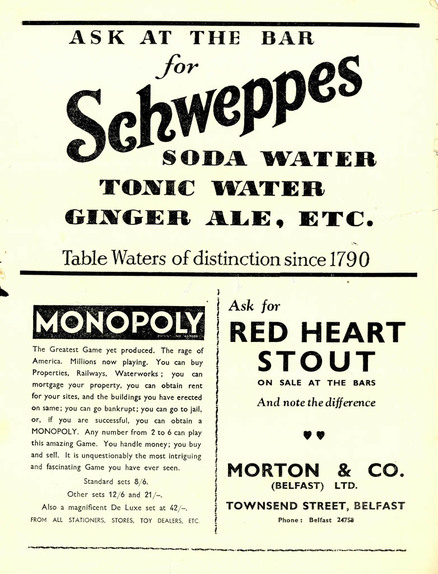 ASK AT THE BAR
for
Schweppes
SODA WATER
TONIC WATER
GINGER ALE, ETC.
Table Waters of distinction since 1790
MONOPOLY
The Greatest Game yet produced. The rage of
America. Millions now playing. You can buy
Properties, Railways, Waterworks; you can
mortgage your property, you can obtain rent
for your sites, and the buildings you have erected
on same; you can go bankrupt; you can go to jail,
or, if you are successful, you can obtain a
MONOPOLY. Any number from 2 to 6 can play
this amazing Game. You handle money; you buy
and sell. It is unquestionably the most intriguing
and fascinating Game you have ever seen.
Standard sets 8/6.
Other sets 12/6 and 21/-.
Also a magnificent De Luxe set at 42/-.
FROM ALL STATIONERS, STORES, TOY DEALERS, ETC.
Ask for
RED HEART
STOUT
ON SALE AT THE BARS
And note the difference
MORTON & CO.
(BELFAST) LTD.
TOWNSEND STREET, BELFAST
Phone: Belfast 24758